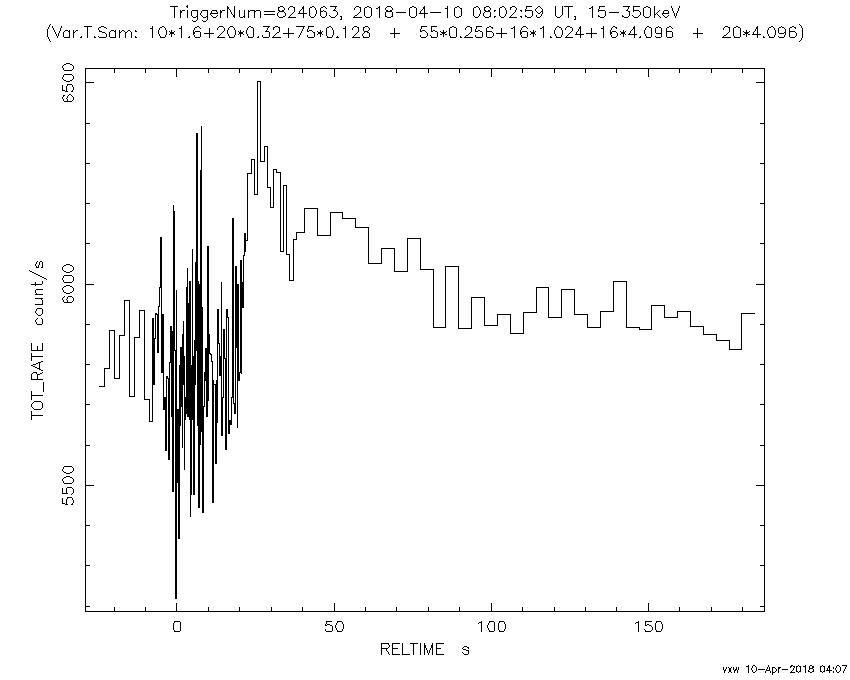 TriggerNum=824063, 2018-04-10 08:02:59 UT, 15-350keV
(Var.T.Sam: 10*1.6+20*0.32+75*0.128 + 55*0.256+16*1.024+16*4.096 + 20*4.096)
6500
6000
5500
TOT_RATE count/s
0 50 100 150
RELTIME s
vxw 10-Apr-2018 04:07